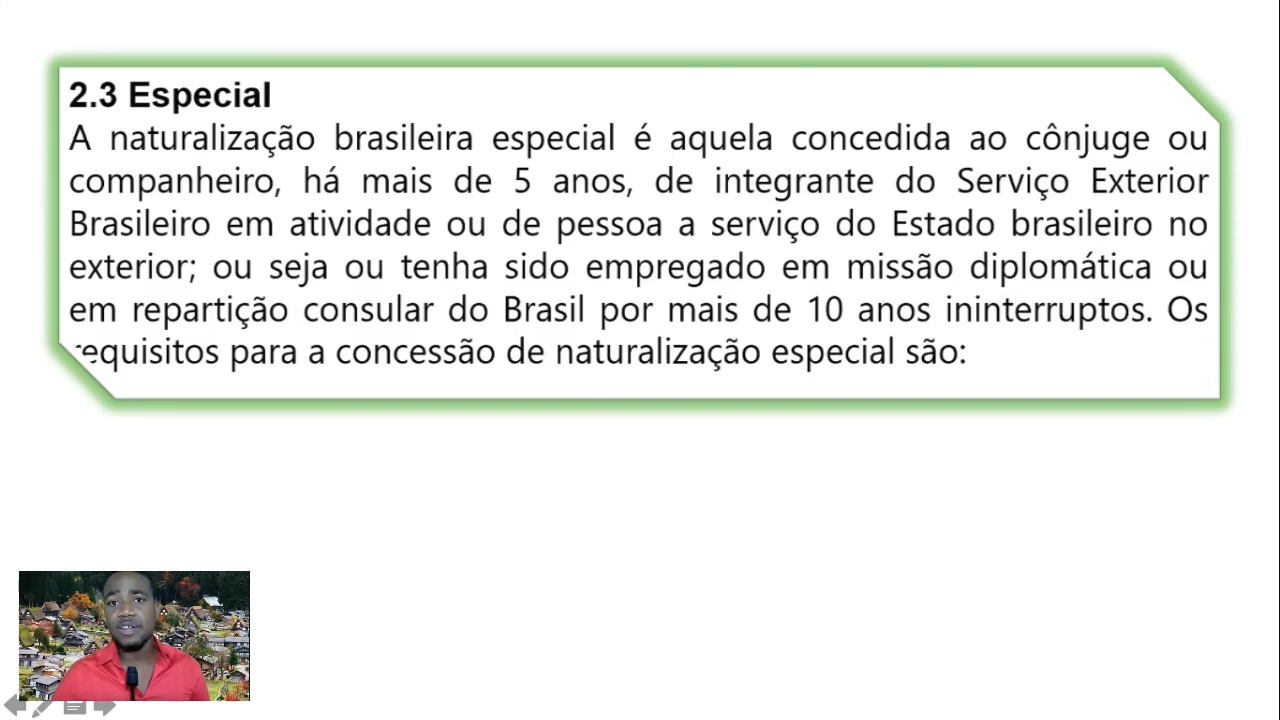 2.3 Especial
A naturalização brasileira especial é aquela concedida ao cônjuge ou
companheiro, há mais de 5 anos, de integrante do Serviço Exterior
Brasileiro em atividade ou de pessoa a serviço do Estado brasileiro no
exterior; ou seja ou tenha sido empregado em missão diplomática ou
em repartição consular do Brasil por mais de 10 anos ininterruptos. Os
requisitos para a concessão de naturalização especial são: